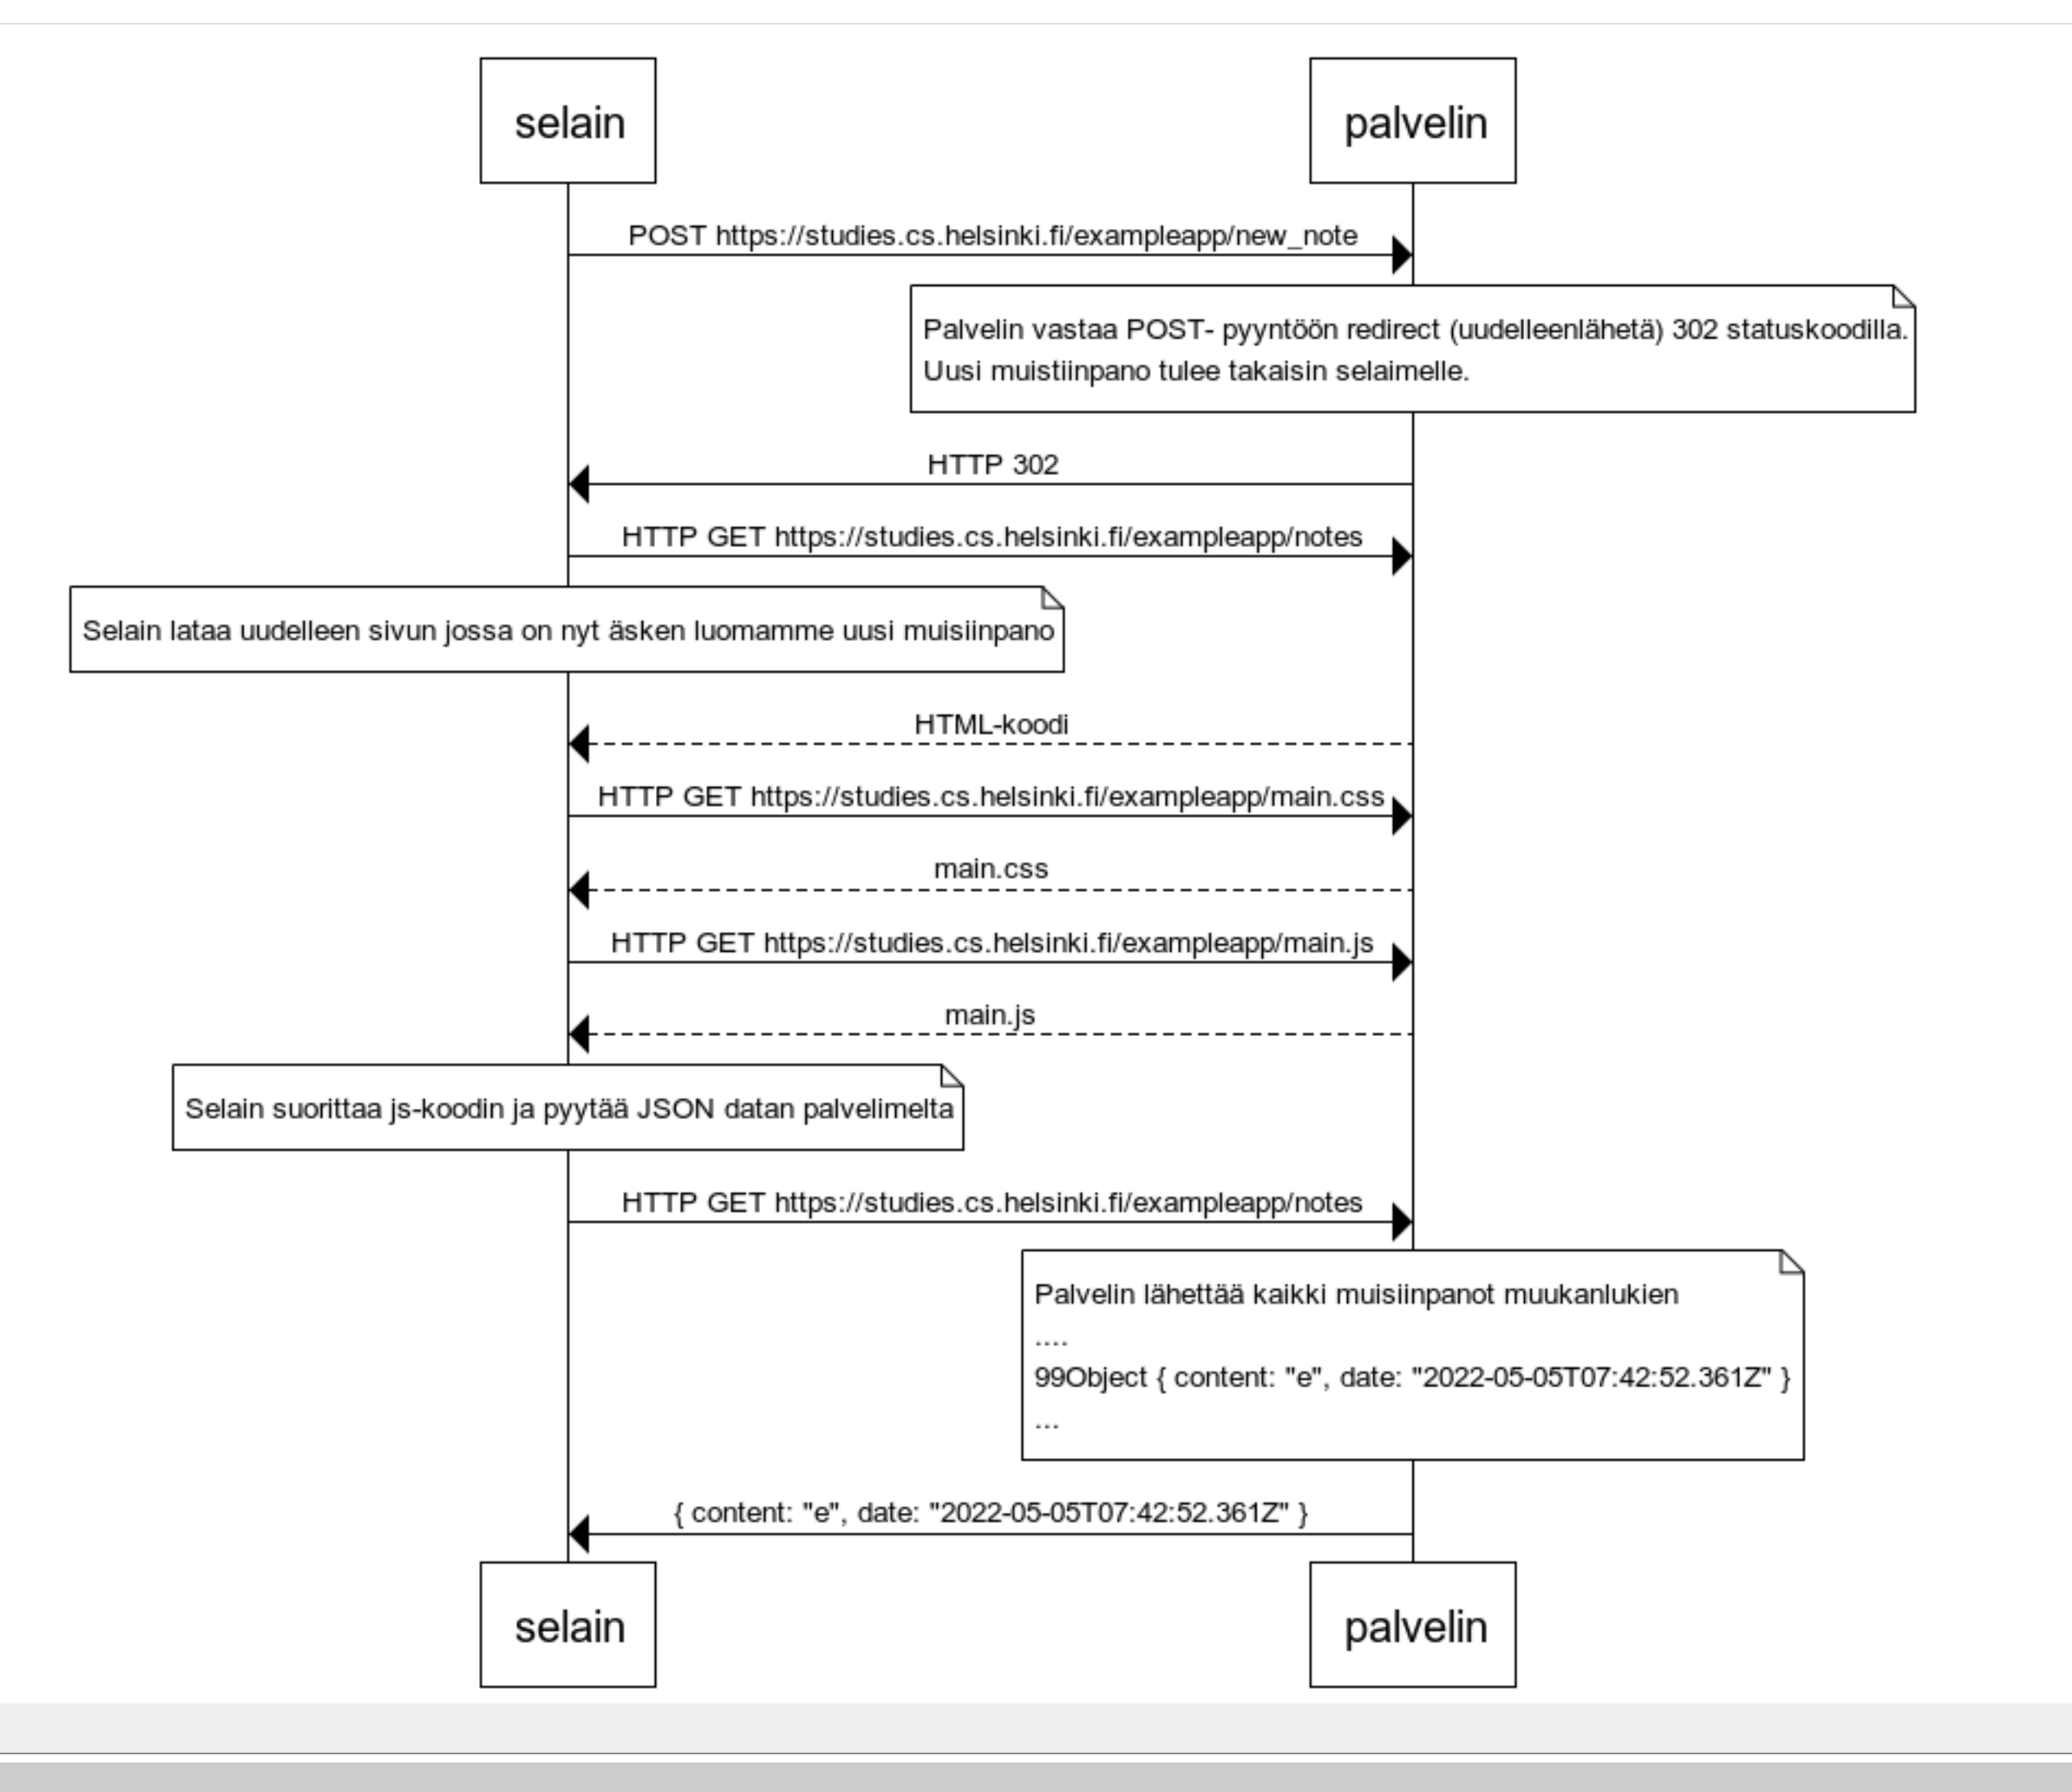 selain
palvelin
POST https://studies.cs.helsinki.fi/exampleapp/new_note
Palvelin vastaa POST- pyyntöön redirect (uudelleenlähetä) 302 statuskoodilla.
Uusi muistiinpano tulee takaisin selaimelle.
HTTP 302
HTTP GET https://studies.cs.helsinki.fi/exampleapp/notes
Selain lataa uudelleen sivun jossa on nyt äsken luomamme uusi muisiinpano
HTML-koodi
HTTP GET https://studies.cs.helsinki.fi/exampleapp/main.css
main.css
HTTP GET https://studies.cs.helsinki.fi/exampleapp/main.js
main.js
Selain suorittaa js-koodin ja pyytää JSON datan palvelimelta
HTTP GET https://studies.cs.helsinki.fi/exampleapp/notes
Palvelin lähettää kaikki muisiinpanot muukanlukien
....
99Object { content: "e", date: "2022-05-05T07:42:52.361Z" }
...
{ content: "e", date: "2022-05-05T07:42:52.361Z" }
selain
palvelin